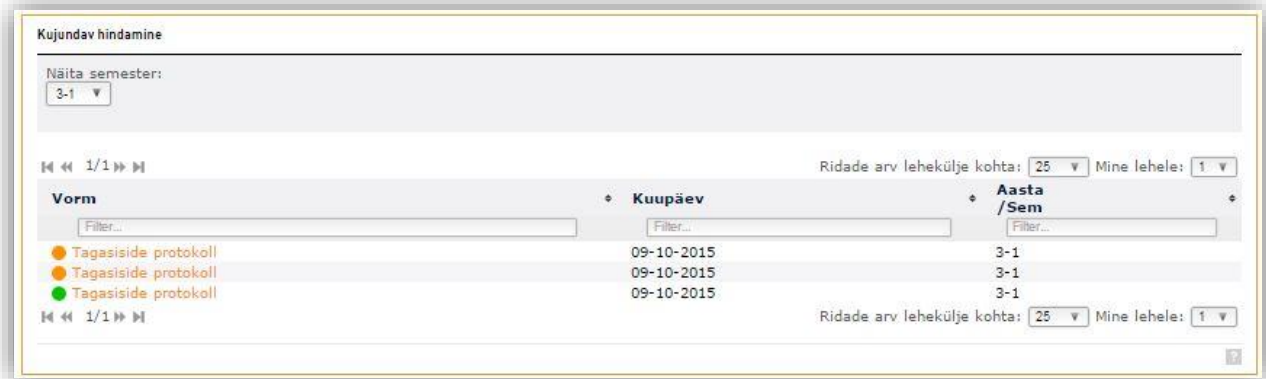 Kujundav hindamine
Näita semester:
3-1
1/1 Ridade arv lehekülje kohta: 25 Mine lehele: 1
Vorm Kuupäev Aasta
/Sem
Filter... Filter... Filter...
Tagasiside protokoll 09-10-2015 3-1
Tagasiside protokoll 09-10-2015 3-1
Tagasiside protokoll 09-10-2015 3-1
1/1 Ridade arv lehekülje kohta: 25 Mine lehele: 1
?